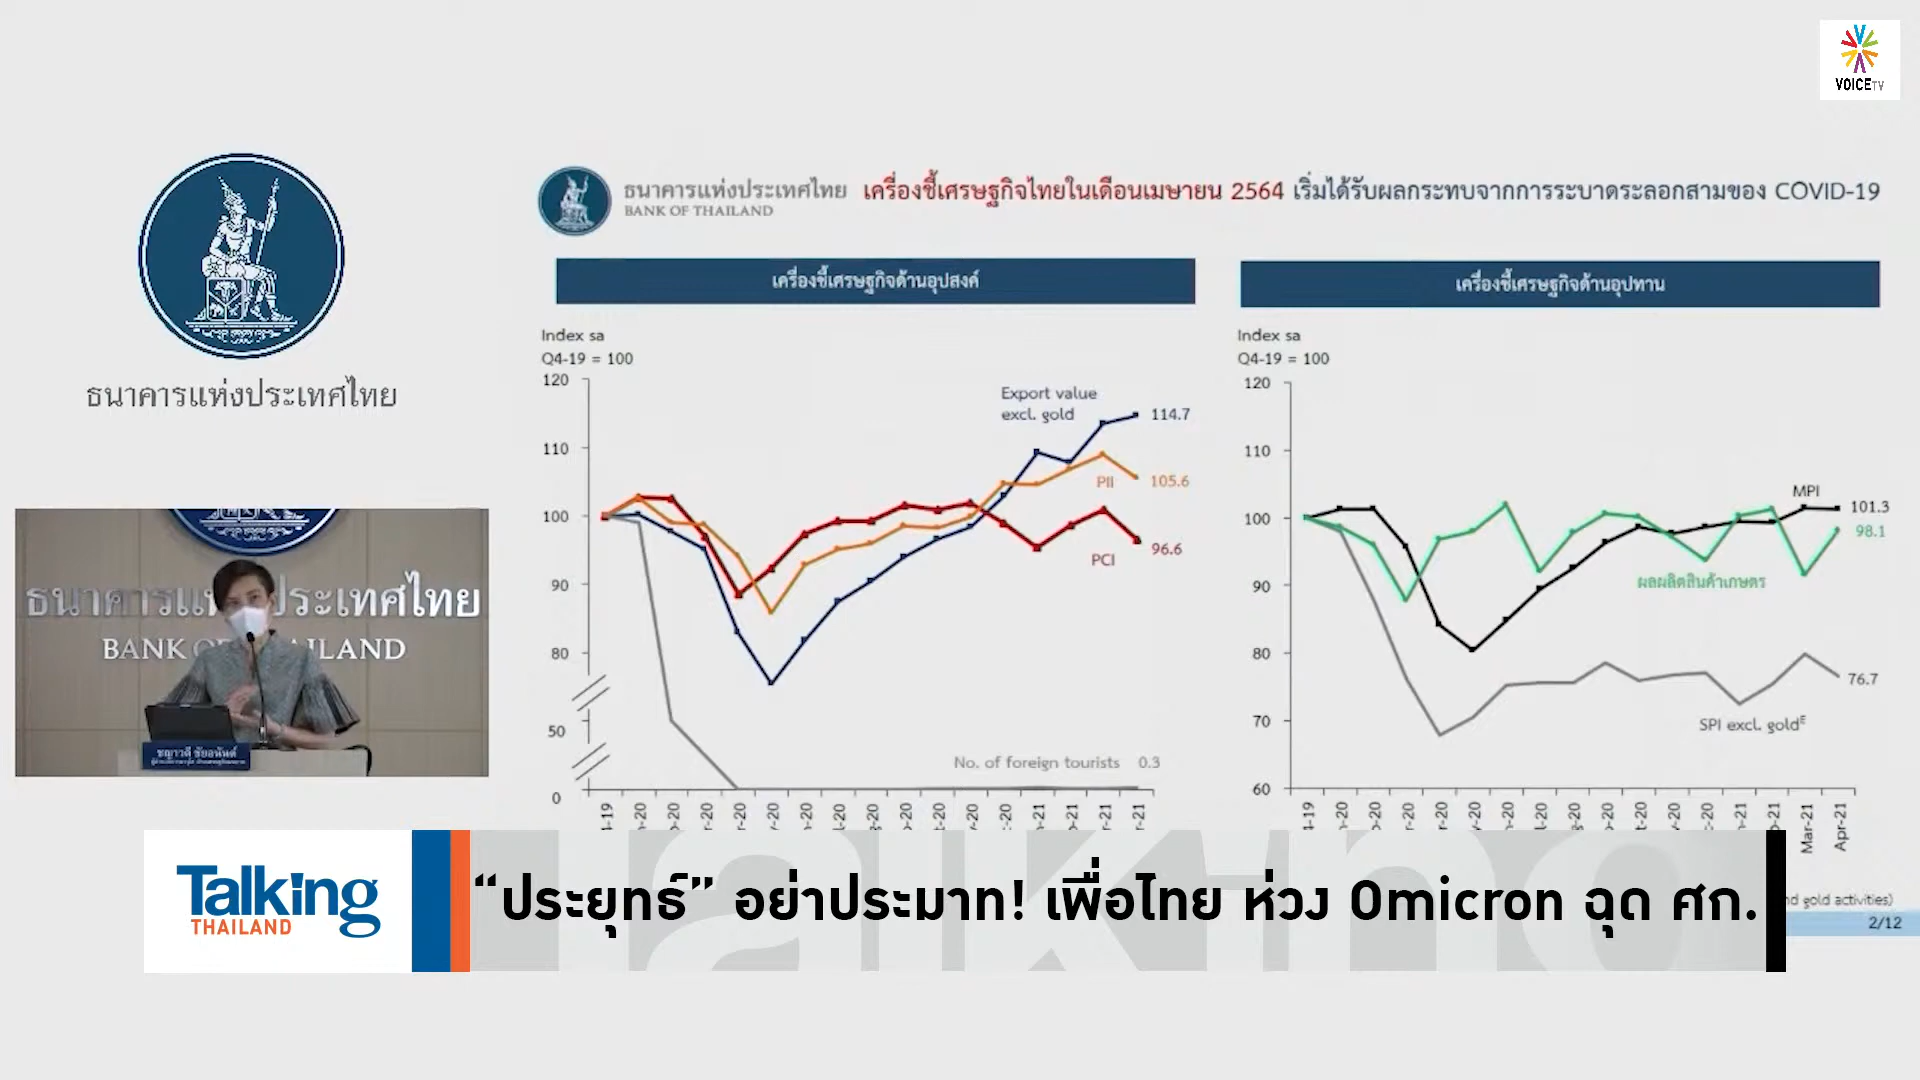 VOICE TV
ธนาคารแห่งประเทศไทย
BANK OF THAILAND
เครื่องชี้เศรษฐกิจไทยในเดือนเมษายน 2564 เริ่มได้รับผลกระทบจากการระบาดระลอกสามของ COVID-19
ธนาคารแห่งประเทศไทย
เครื่องชี้เศรษฐกิจด้านอุปสงค์
Index sa
Q4-19 = 100
120
110
100
90
80
50
0
Export value
excl. gold
114.7
PII
105.6
PCI
96.6
No. of foreign tourists 0.3
เครื่องชี้เศรษฐกิจด้านอุปทาน
Index sa
Q4-19 = 100
120
110
100
90
80
70
60
MPI
101.3
98.1
ผลผลิตสินค้าเกษตร
SPI excl. goldᴱ
76.7
Mar-21
Apr-21
gold activities)
2/12
BANK
ชญาวดี ชัยอนันต์
Talking
THAILAND
“ประยุทธ์” อย่าประมาท! เพื่อไทย ห่วง Omicron ฉุด ศก.